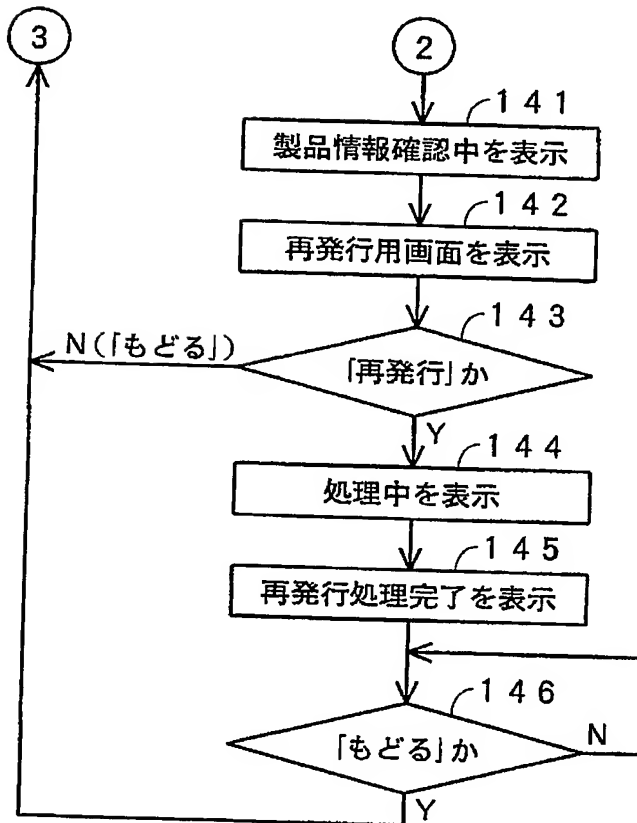 3
2
141
製品情報確認中を表示
142
再発行用画面を表示
143
N(「もどる」)
「再発行」か
Y
144
処理中を表示
145
再発行処理完了を表示
146
「もどる」か
N
Y